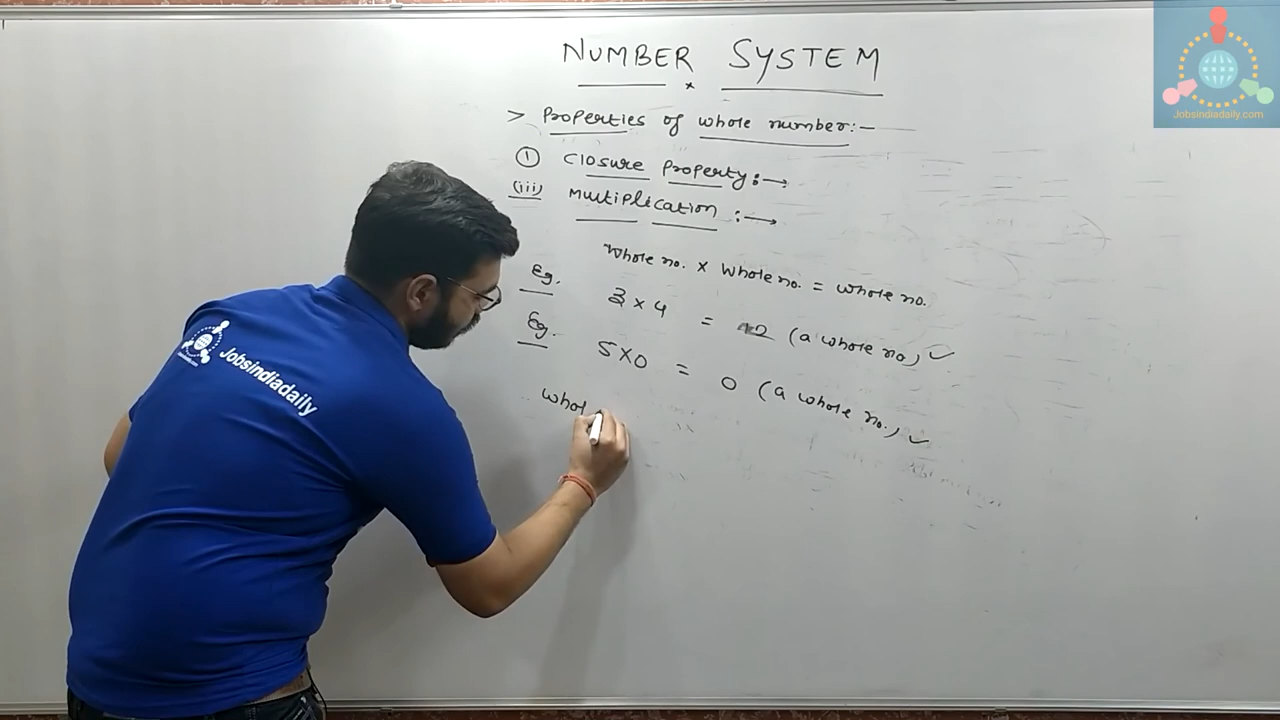 NUMBER SYSTEM
> Properties of whole number:-
① Closure Property:→
(iii) Multiplication :→
Whole no. × Whole no. = whole no.
Eg. 3 × 4 = 12 (a whole no.) ✓
Eg. 5 × 0 = 0 (a whole no.) ✓
whol
Jobsindiadaily
Jobsindiadaily.com